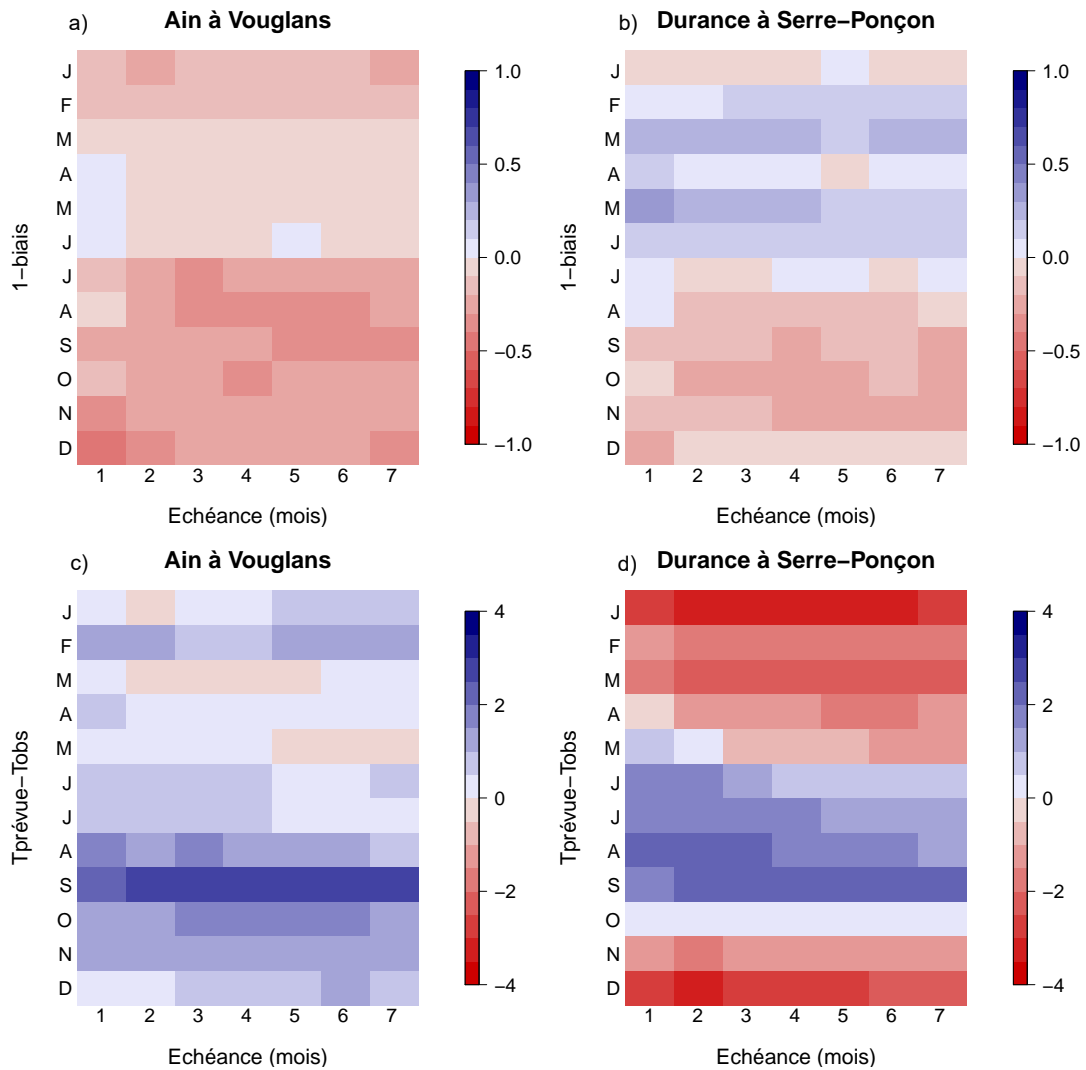 a) Ain à Vouglans
J
F
M
A
M
J
J
A
S
O
N
D
1−biais
1 2 3 4 5 6 7
Echéance (mois)
1.0
0.5
0.0
−0.5
−1.0
b) Durance à Serre−Ponçon
J
F
M
A
M
J
J
A
S
O
N
D
1−biais
1 2 3 4 5 6 7
Echéance (mois)
1.0
0.5
0.0
−0.5
−1.0
c) Ain à Vouglans
J
F
M
A
M
J
J
A
S
O
N
D
Tprévue−Tobs
1 2 3 4 5 6 7
Echéance (mois)
4
2
0
−2
−4
d) Durance à Serre−Ponçon
J
F
M
A
M
J
J
A
S
O
N
D
Tprévue−Tobs
1 2 3 4 5 6 7
Echéance (mois)
4
2
0
−2
−4